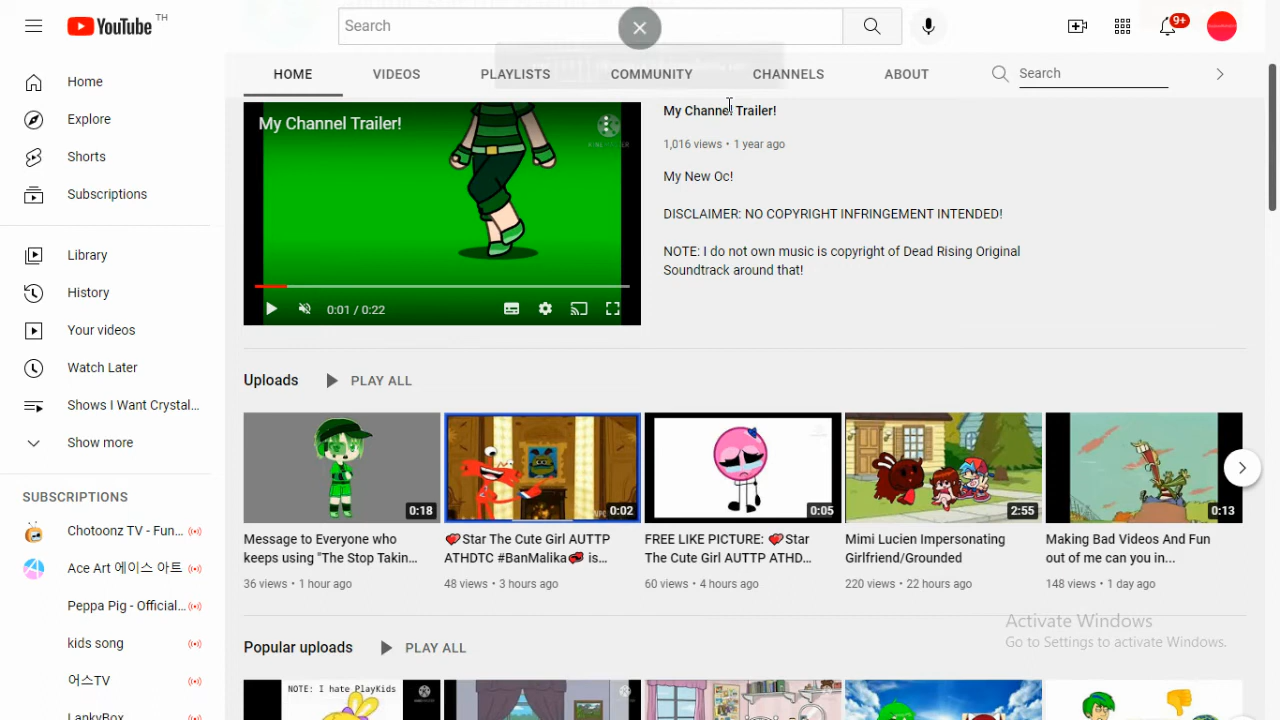 YouTube TH
Search
9+
Home
Explore
Shorts
Subscriptions
Library
History
Your videos
Watch Later
Shows I Want Crystal...
Show more
SUBSCRIPTIONS
Chotoonz TV - Fun...
Ace Art 에이스 아트
Peppa Pig - Official...
kids song
어스TV
LankyBox
HOME VIDEOS PLAYLISTS COMMUNITY CHANNELS ABOUT Search
My Channel Trailer!
0:01 / 0:22
My Channel Trailer!
1,016 views • 1 year ago
My New Oc!
DISCLAIMER: NO COPYRIGHT INFRINGEMENT INTENDED!
NOTE: I do not own music is copyright of Dead Rising Original
Soundtrack around that!
Uploads PLAY ALL
0:18
Message to Everyone who
keeps using "The Stop Takin...
36 views • 1 hour ago
0:02
❤Star The Cute Girl AUTTP
ATHDTC #BanMalika is...
48 views • 3 hours ago
0:05
FREE LIKE PICTURE: ❤Star
The Cute Girl AUTTP ATHD...
60 views • 4 hours ago
2:55
Mimi Lucien Impersonating
Girlfriend/Grounded
220 views • 22 hours ago
0:13
Making Bad Videos And Fun
out of me can you in...
148 views • 1 day ago
Popular uploads PLAY ALL
NOTE: I hate PlayKids
Activate Windows
Go to Settings to activate Windows.